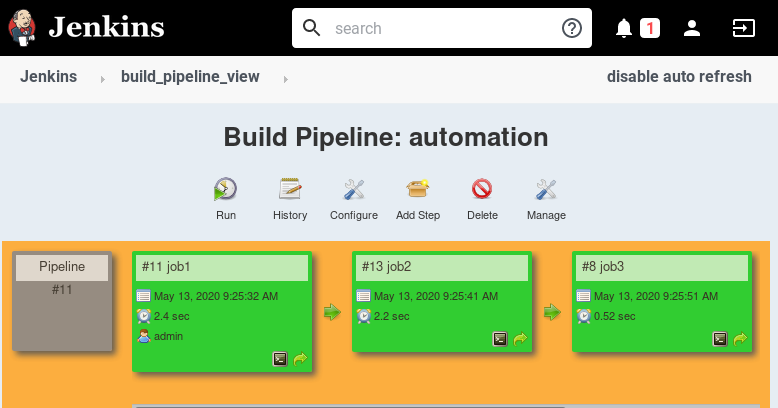 Jenkins
search
1
Jenkins build_pipeline_view disable auto refresh
Build Pipeline: automation
Run History Configure Add Step Delete Manage
Pipeline
#11
#11 job1
May 13, 2020 9:25:32 AM
2.4 sec
admin
#13 job2
May 13, 2020 9:25:41 AM
2.2 sec
#8 job3
May 13, 2020 9:25:51 AM
0.52 sec